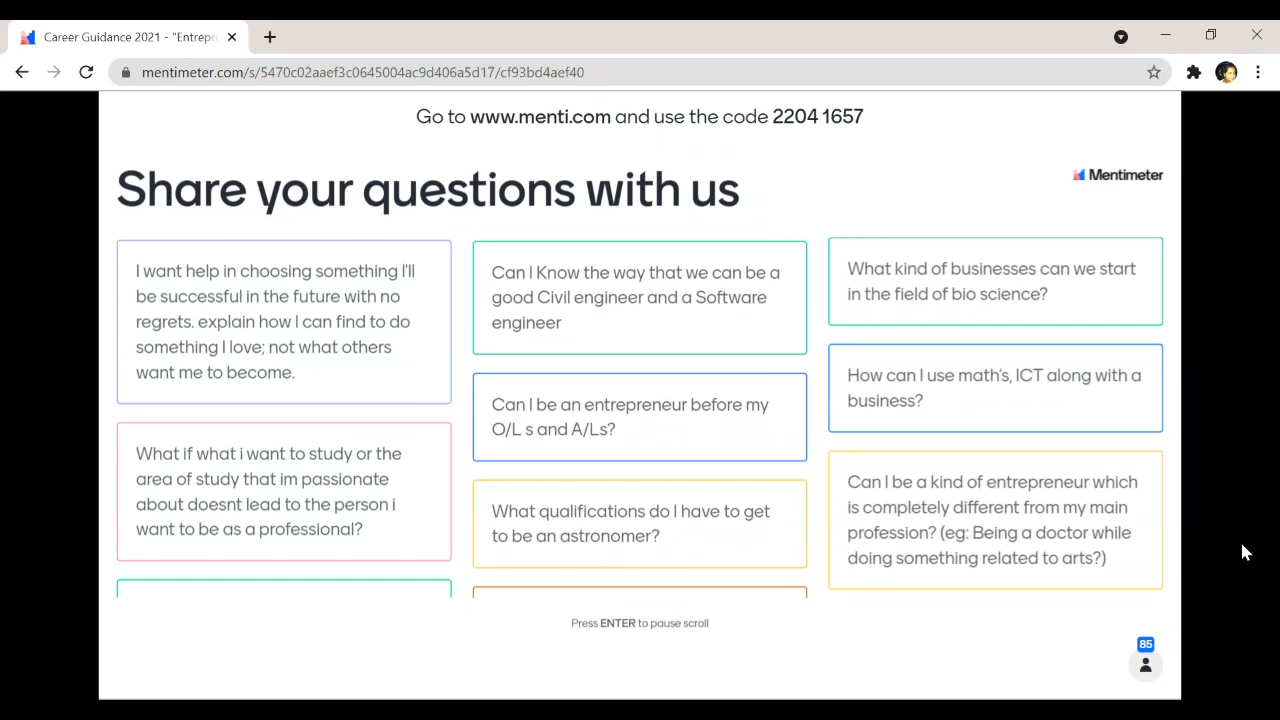 Career Guidance 2021 - "Entrepr
mentimeter.com/s/5470c02aaef3c0645004ac9d406a5d17/cf93bd4aef40
Go to www.menti.com and use the code 2204 1657
Share your questions with us
Mentimeter
I want help in choosing something I'll
be successful in the future with no
regrets. explain how I can find to do
something I love; not what others
want me to become.
What if what i want to study or the
area of study that im passionate
about doesnt lead to the person i
want to be as a professional?
Can I Know the way that we can be a
good Civil engineer and a Software
engineer
Can I be an entrepreneur before my
O/L s and A/Ls?
What qualifications do I have to get
to be an astronomer?
What kind of businesses can we start
in the field of bio science?
How can I use math's, ICT along with a
business?
Can I be a kind of entrepreneur which
is completely different from my main
profession? (eg: Being a doctor while
doing something related to arts?)
Press ENTER to pause scroll
85